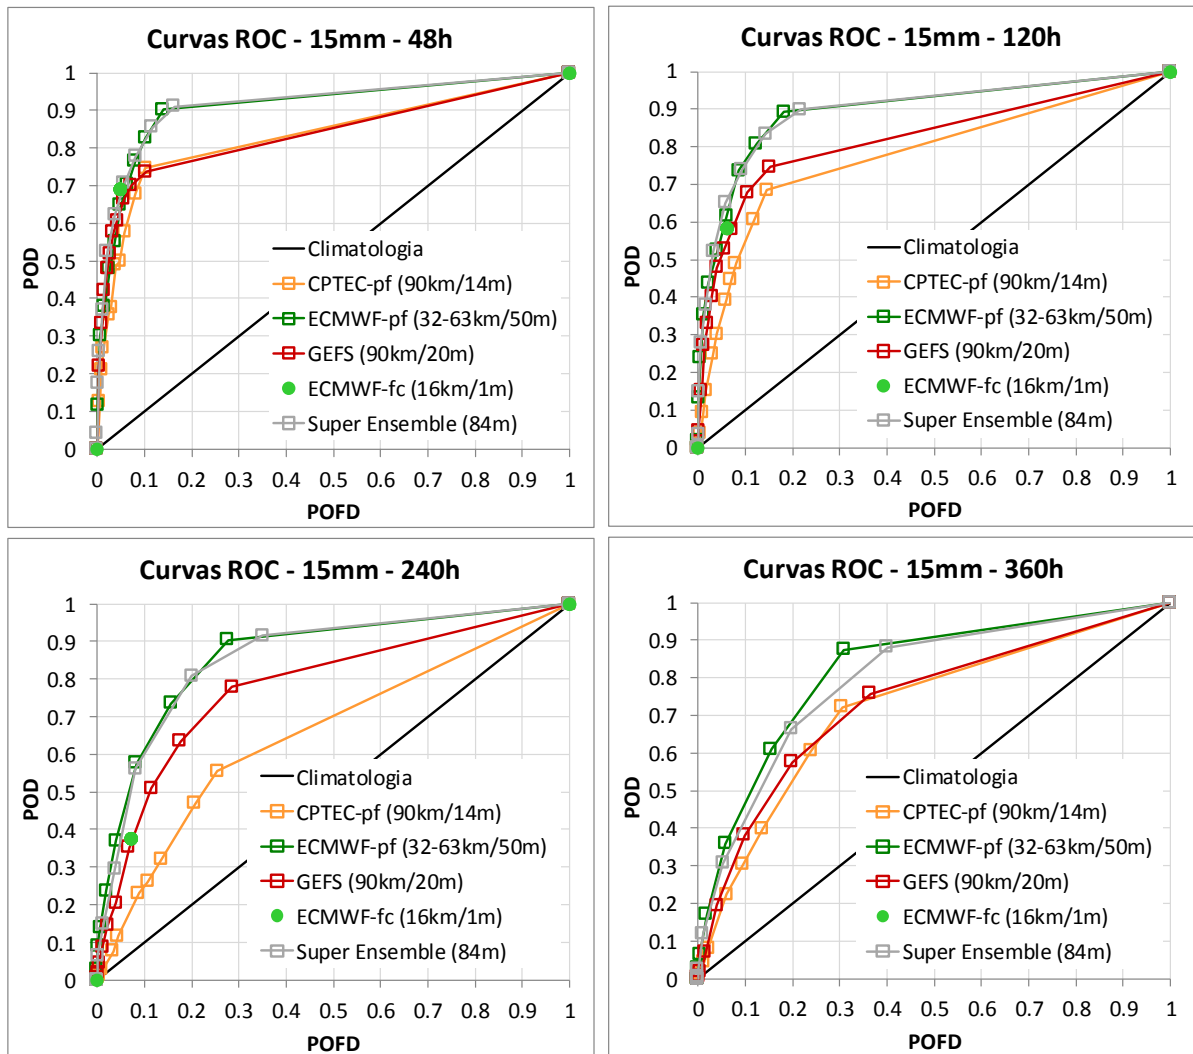 Curvas ROC - 15mm - 48h
1
0.9
0.8
0.7
0.6
0.5
0.4
0.3
0.2
0.1
0
POD
Climatologia
CPTEC-pf (90km/14m)
ECMWF-pf (32-63km/50m)
GEFS (90km/20m)
ECMWF-fc (16km/1m)
Super Ensemble (84m)
0 0.1 0.2 0.3 0.4 0.5 0.6 0.7 0.8 0.9 1
POFD
Curvas ROC - 15mm - 120h
1
0.9
0.8
0.7
0.6
0.5
0.4
0.3
0.2
0.1
0
POD
Climatologia
CPTEC-pf (90km/14m)
ECMWF-pf (32-63km/50m)
GEFS (90km/20m)
ECMWF-fc (16km/1m)
Super Ensemble (84m)
0 0.1 0.2 0.3 0.4 0.5 0.6 0.7 0.8 0.9 1
POFD
Curvas ROC - 15mm - 240h
1
0.9
0.8
0.7
0.6
0.5
0.4
0.3
0.2
0.1
0
POD
Climatologia
CPTEC-pf (90km/14m)
ECMWF-pf (32-63km/50m)
GEFS (90km/20m)
ECMWF-fc (16km/1m)
Super Ensemble (84m)
0 0.1 0.2 0.3 0.4 0.5 0.6 0.7 0.8 0.9 1
POFD
Curvas ROC - 15mm - 360h
1
0.9
0.8
0.7
0.6
0.5
0.4
0.3
0.2
0.1
0
POD
Climatologia
CPTEC-pf (90km/14m)
ECMWF-pf (32-63km/50m)
GEFS (90km/20m)
ECMWF-fc (16km/1m)
Super Ensemble (84m)
0 0.1 0.2 0.3 0.4 0.5 0.6 0.7 0.8 0.9 1
POFD